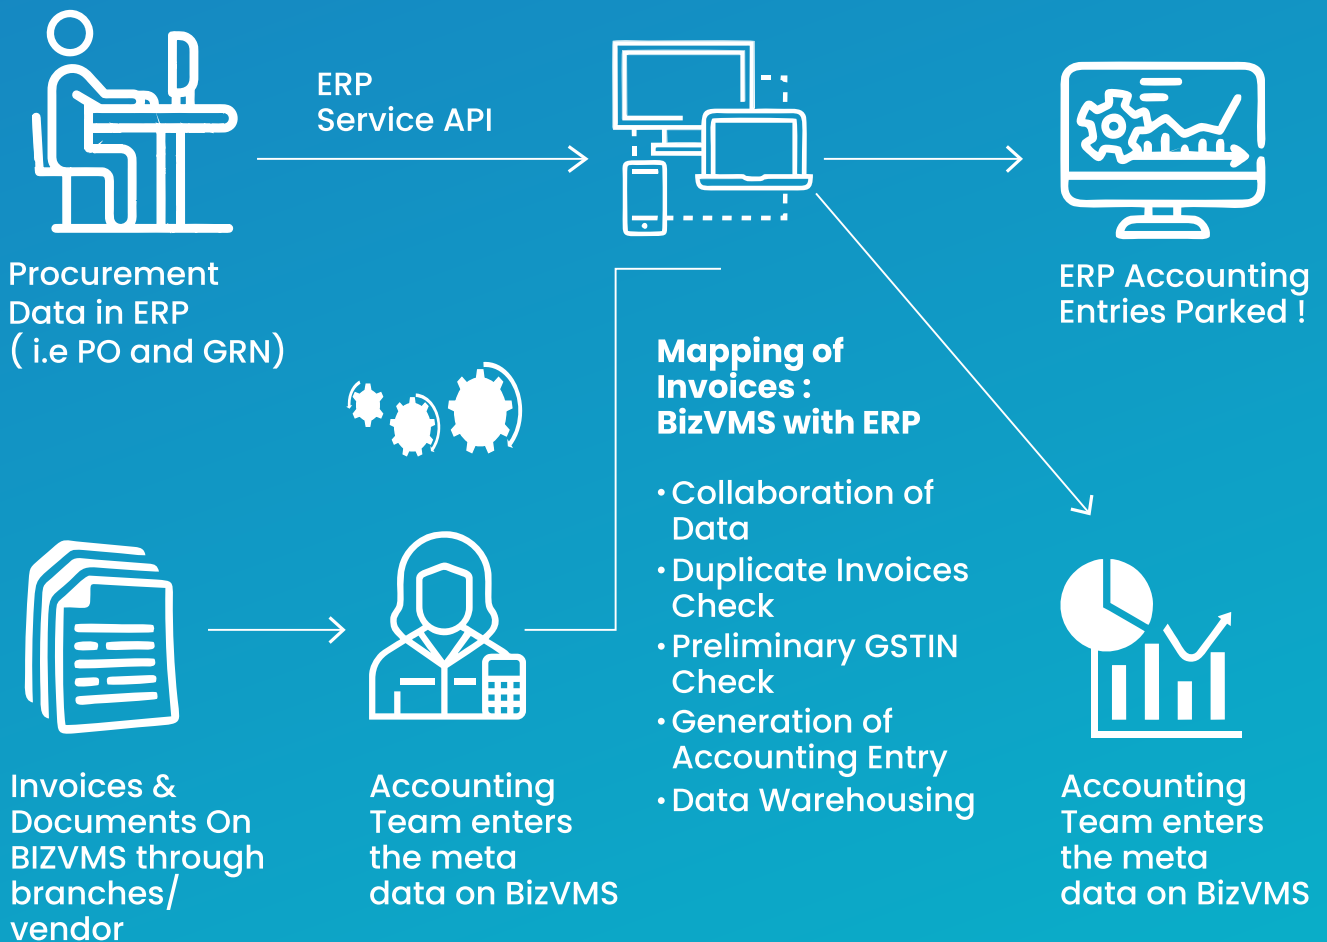 ERP
Service API
Procurement
Data in ERP
( i.e PO and GRN)
ERP Accounting
Entries Parked !
Mapping of
Invoices :
BizVMS with ERP
• Collaboration of
Data
• Duplicate Invoices
Check
• Preliminary GSTIN
Check
• Generation of
Accounting Entry
• Data Warehousing
Invoices &
Documents On
BIZVMS through
branches/
vendor
Accounting
Team enters
the meta
data on BizVMS
Accounting
Team enters
the meta
data on BizVMS